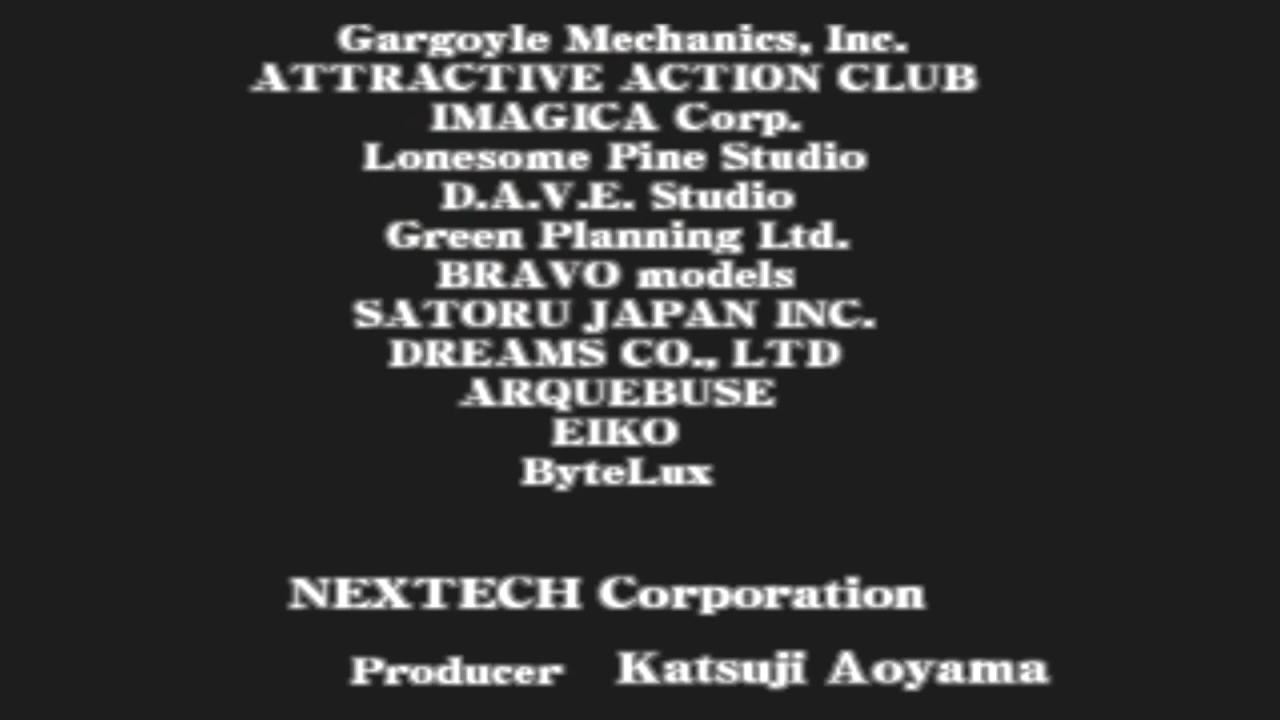 Gargoyle Mechanics, Inc.
ATTRACTIVE ACTION CLUB
IMAGICA Corp.
Lonesome Pine Studio
D.A.V.E. Studio
Green Planning Ltd.
BRAVO models
SATORU JAPAN INC.
DREAMS CO., LTD
ARQUEBUSE
EIKO
ByteLux
NEXTECH Corporation
Producer Katsuji Aoyama